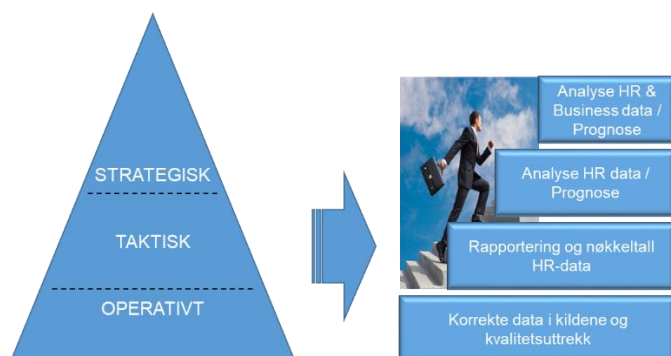 STRATEGISK
TAKTISK
OPERATIVT
Analyse HR &
Business data /
Prognose
Analyse HR data /
Prognose
Rapportering og nøkkeltall
HR-data
Korrekte data i kildene og
kvalitetsuttrekk